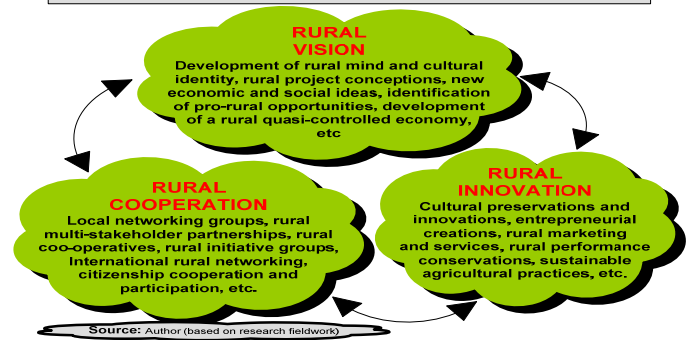 RURAL
VISION
Development of rural mind and cultural
identity, rural project conceptions, new
economic and social ideas, identification
of pro-rural opportunities, development
of a rural quasi-controlled economy,
etc
RURAL
COOPERATION
Local networking groups, rural
multi-stakeholder partnerships, rural
coo-operatives, rural initiative groups,
International rural networking,
citizenship cooperation and
participation, etc.
RURAL
INNOVATION
Cultural preservations and
innovations, entrepreneurial
creations, rural marketing
and services, rural performance
conservations, sustainable
agricultural practices, etc.
Source: Author (based on research fieldwork)